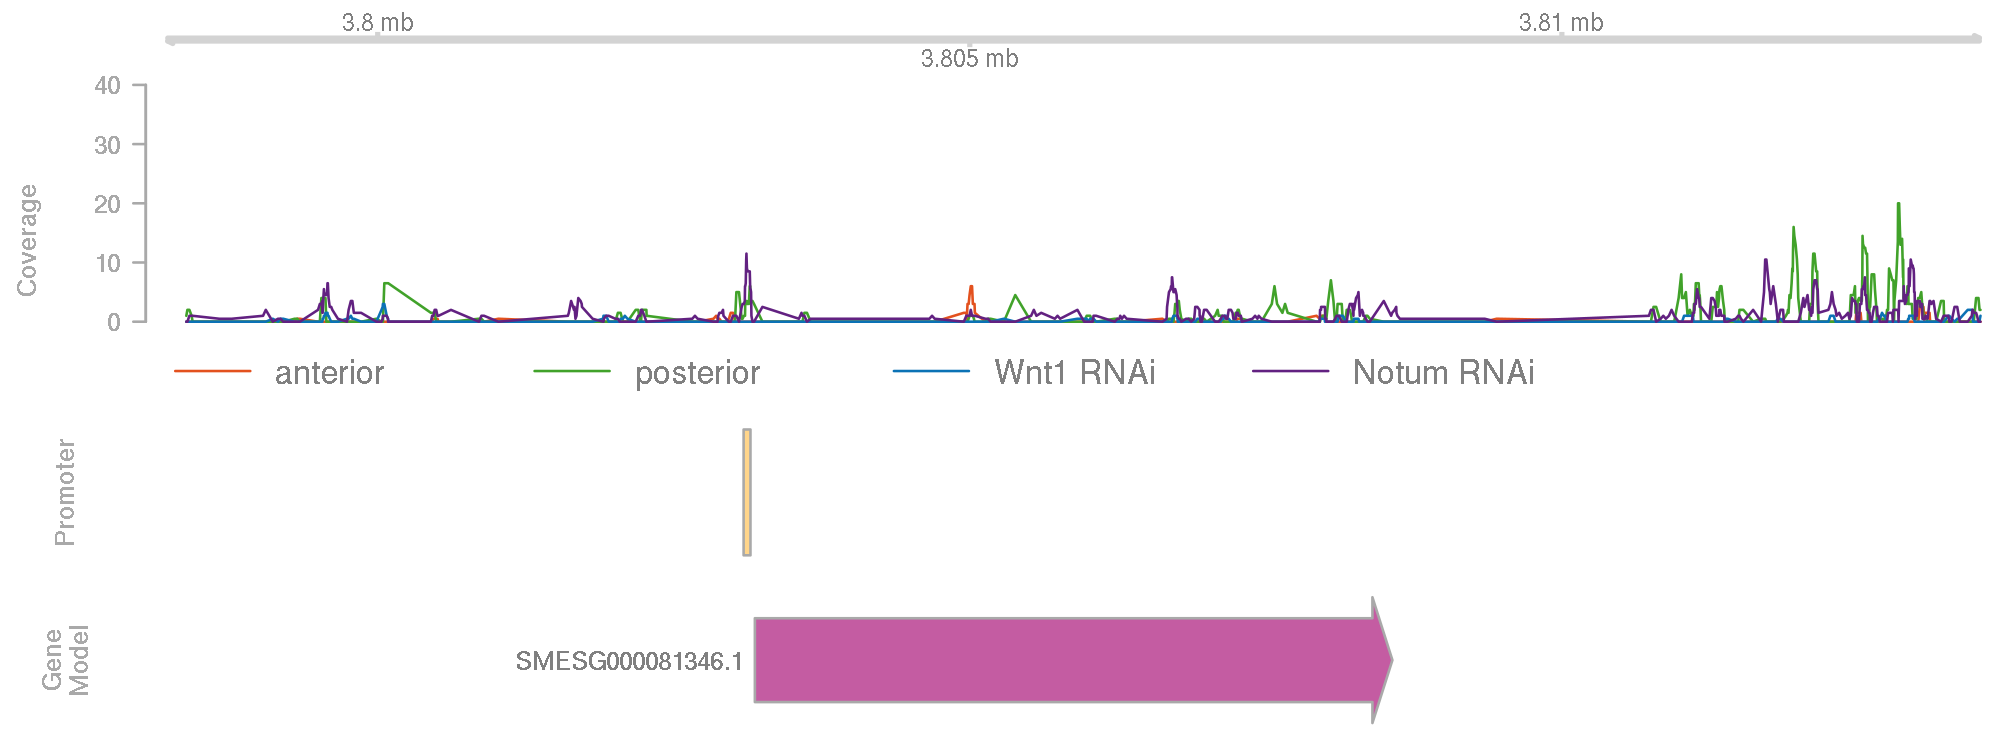 3.8 mb
3.81 mb
3.805 mb
40
30
20
10
0
Coverage
anterior
posterior
Wnt1 RNAi
Notum RNAi
Promoter
Gene
Model
SMESG000081346.1